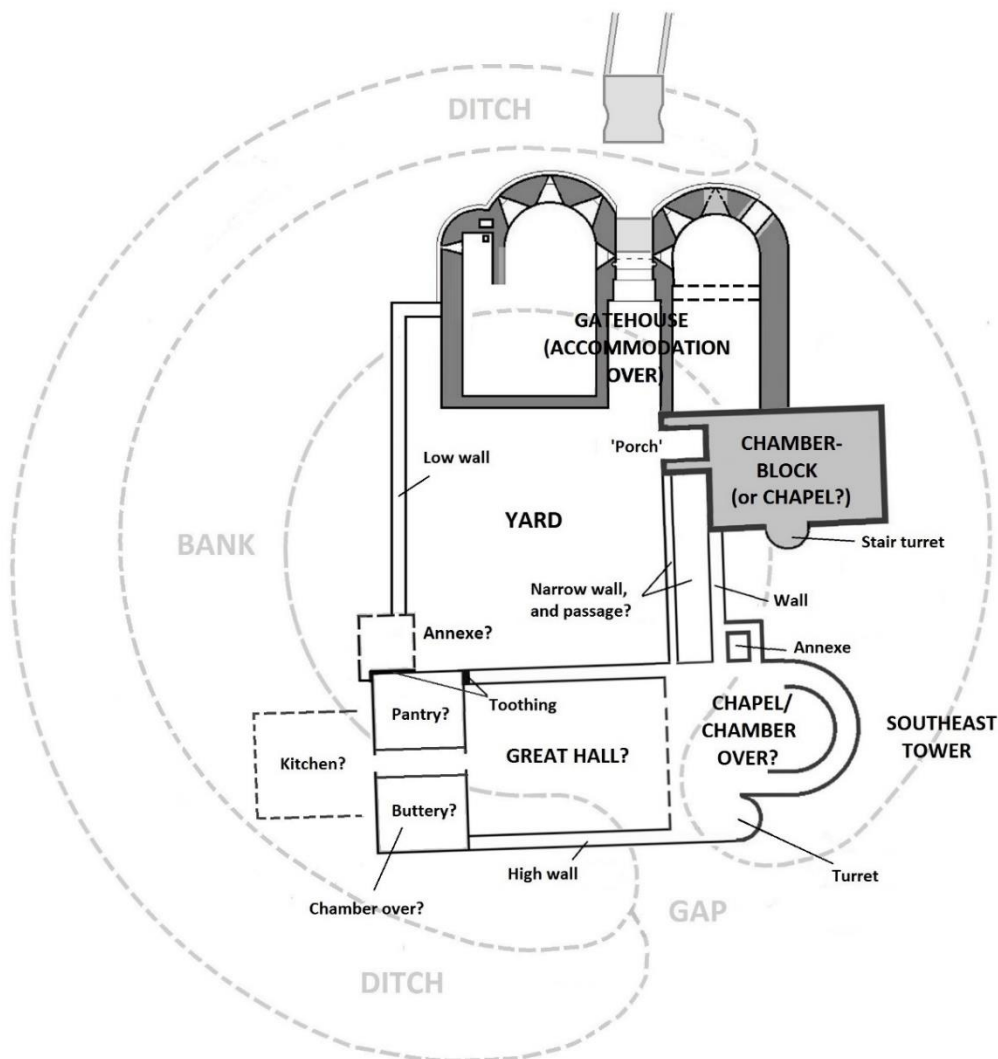 DITCH
GATEHOUSE
(ACCOMMODATION
OVER)
'Porch'
CHAMBER-
BLOCK
(or CHAPEL?)
Low wall
YARD
BANK
Stair turret
Narrow wall,
and passage?
Wall
Annexe?
Annexe
Toothing
Pantry?
CHAPEL/
CHAMBER
OVER?
SOUTHEAST
TOWER
Kitchen?
GREAT HALL?
Buttery?
High wall
Turret
Chamber over?
GAP
DITCH